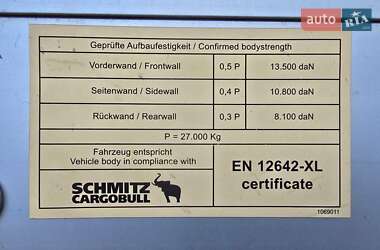 auto RIA
Geprüfte Aufbaufestigkeit / Confirmed bodystrength
Vorderwand / Frontwall 0,5 P 13.500 daN
Seitenwand / Sidewall 0,4 P 10.800 daN
Rückwand / Rearwall 0,3 P 8.100 daN
P = 27.000 Kg
Fahrzeug entspricht
Vehicle body in compliance with
SCHMITZ
CARGOBULL
EN 12642-XL
certificate
1069011